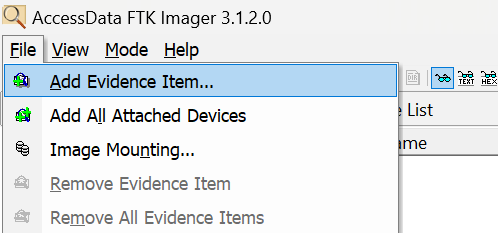 AccessData FTK Imager 3.1.2.0
File View Mode Help
Add Evidence Item...
TEXT HEX
Add All Attached Devices
List
Image Mounting...
Remove Evidence Item
Remove All Evidence Items